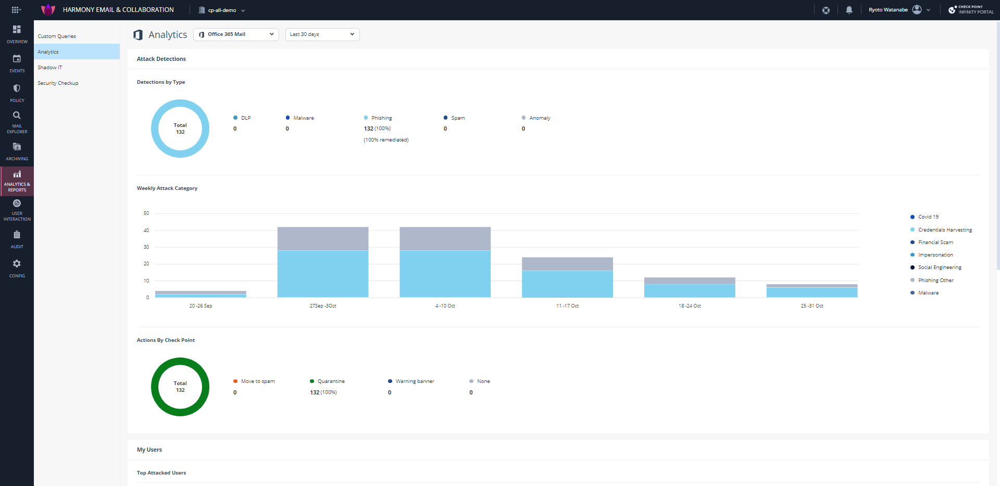 HARMONY EMAIL & COLLABORATION
cp-all-demo
Ryoto Watanabe
CHECK POINT
INFINITY PORTAL
OVERVIEW
EVENTS
POLICY
MAIL
EXPLORER
ARCHIVING
ANALYTICS &
REPORTS
USER
INTERACTION
AUDIT
CONFIG
Custom Queries
Analytics
Shadow IT
Security Checkup
Analytics
Office 365 Mail
Last 30 days
Attack Detections
Detections by Type
Total
132
DLP
0
Malware
0
Phishing
132 (100%)
(100% remediated)
Spam
0
Anomaly
0
Weekly Attack Category
50
40
30
20
10
0
20 -26 Sep
27Sep -3Oct
4 -10 Oct
11 -17 Oct
18 -24 Oct
25 -31 Oct
Covid 19
Credentials Harvesting
Financial Scam
Impersonation
Social Engineering
Phishing Other
Malware
Actions By Check Point
Total
132
Move to spam
0
Quarantine
132 (100%)
Warning banner
0
None
0
My Users
Top Attacked Users